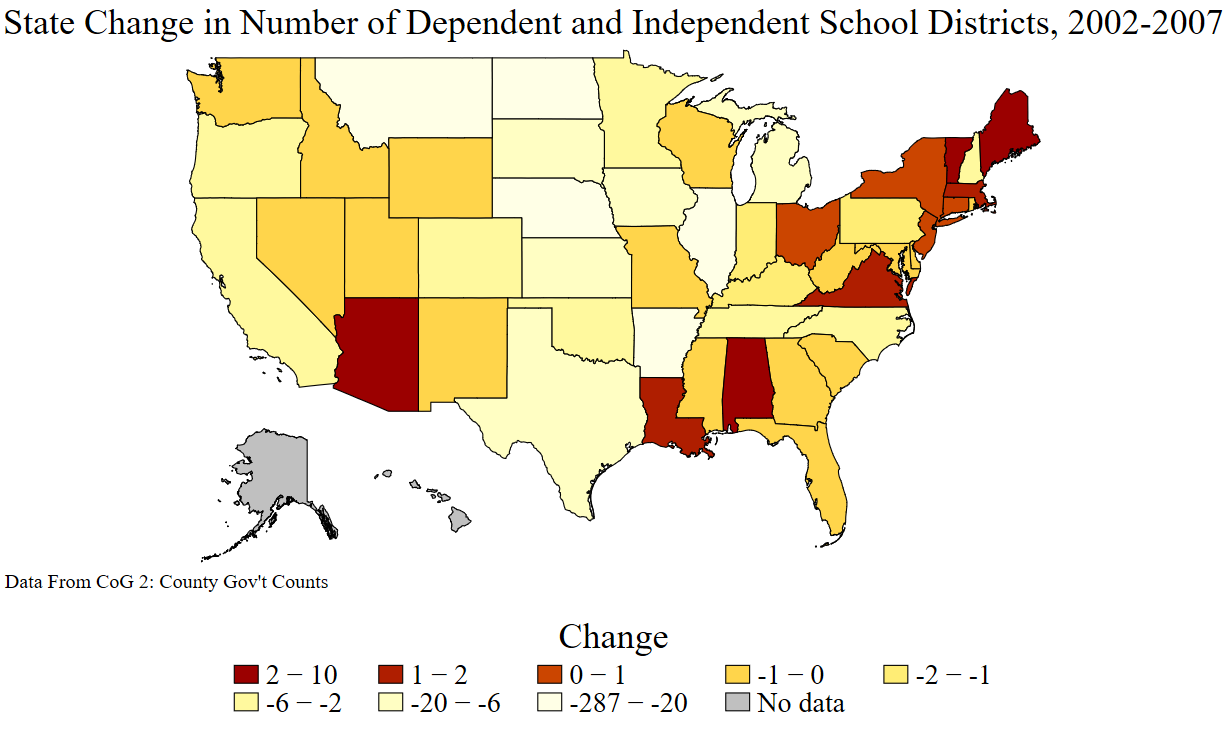 State Change in Number of Dependent and Independent School Districts, 2002-2007
Data From CoG 2: County Gov't Counts
Change
2 − 10 1 − 2 0 − 1 -1 − 0 -2 − -1
-6 − -2 -20 − -6 -287 − -20 No data